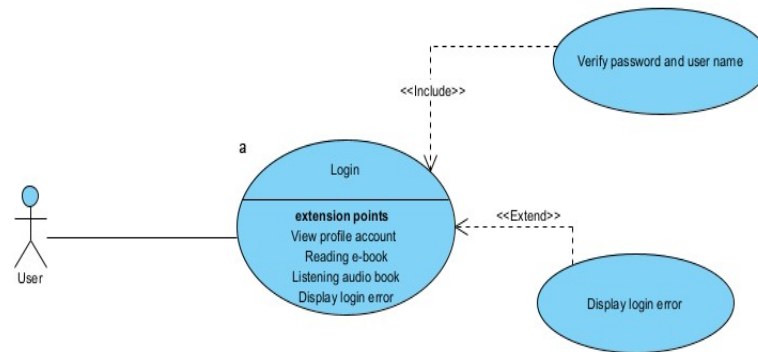 Verify password and user name
<<Include>>
a
Login
extension points
View profile account
Reading e-book
Listening audio book
Display login error
<<Extend>>
User
Display login error